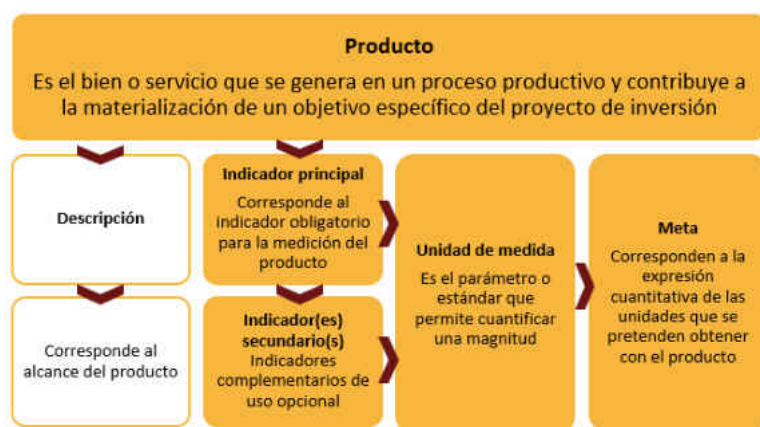 Producto
Es el bien o servicio que se genera en un proceso productivo y contribuye a
la materialización de un objetivo específico del proyecto de inversión
Descripción
Corresponde al
alcance del producto
Indicador principal
Corresponde al
indicador obligatorio
para la medición del
producto
Indicador(es)
secundario(s)
Indicadores
complementarios de
uso opcional
Unidad de medida
Es el parámetro o
estándar que
permite cuantificar
una magnitud
Meta
Corresponden a la
expresión
cuantitativa de las
unidades que se
pretenden obtener
con el producto